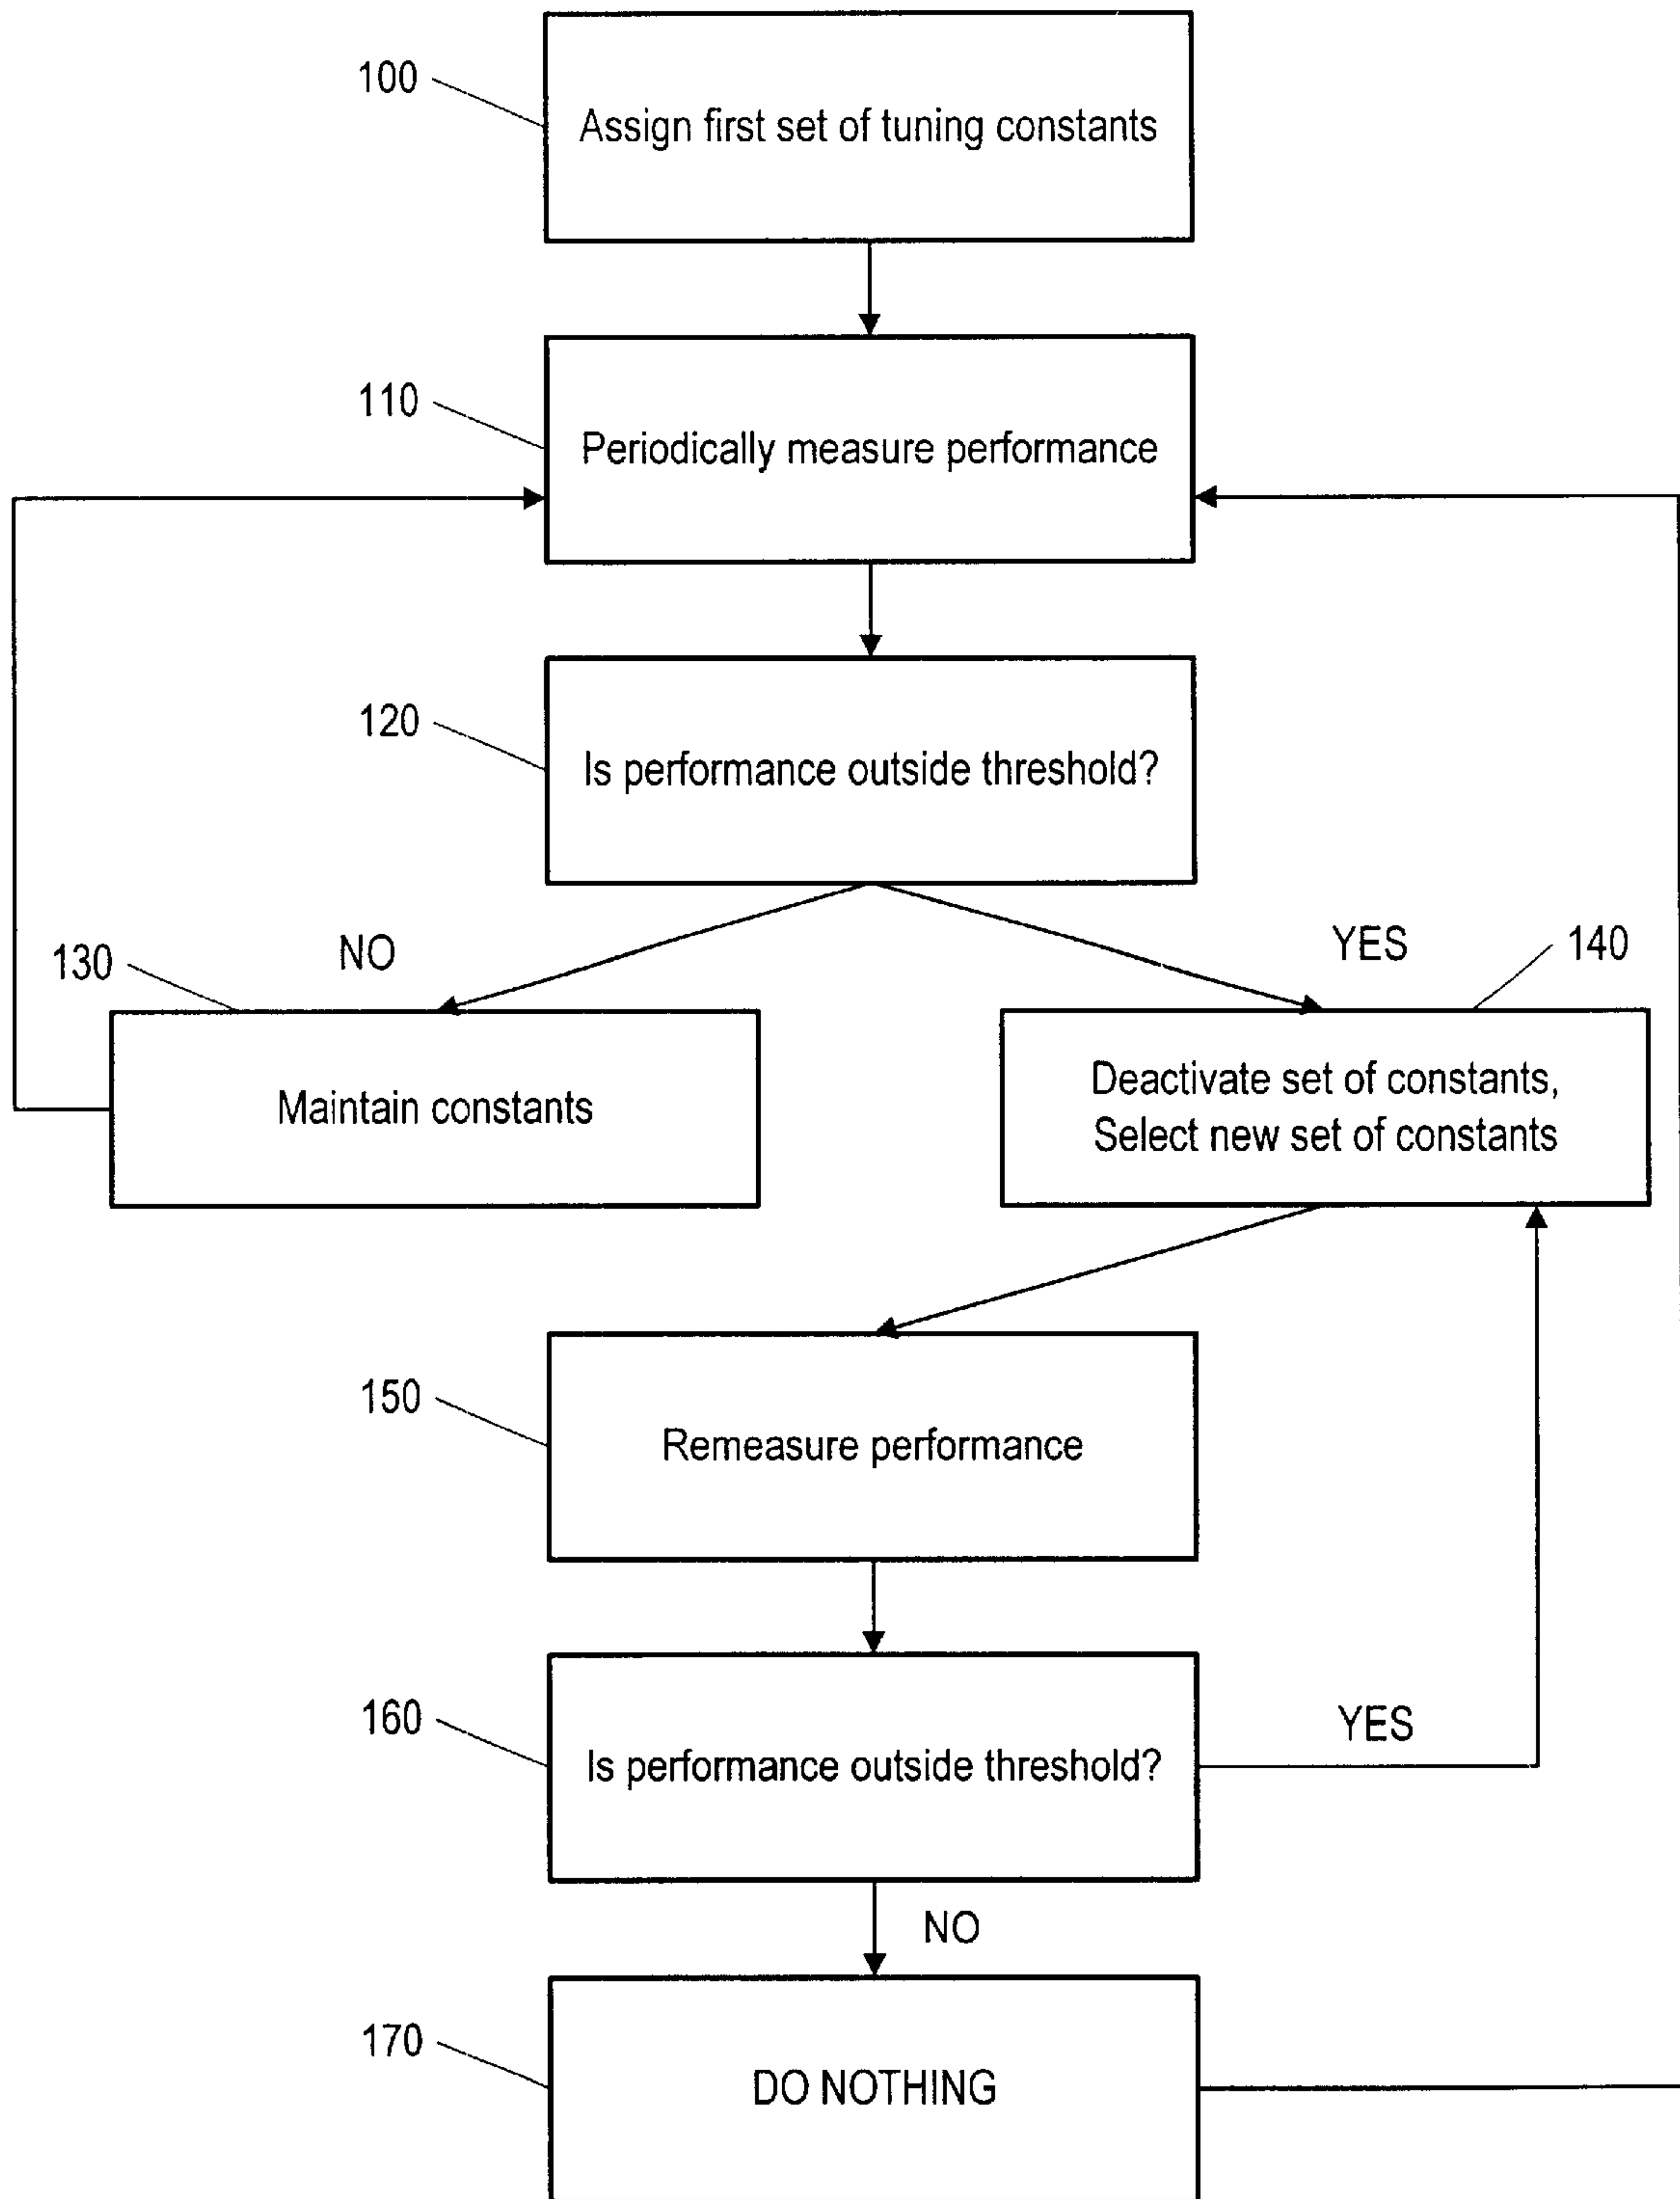 100
Assign first set of tuning constants
110
Periodically measure performance
120
Is performance outside threshold?
NO
YES
130
140
Maintain constants
Deactivate set of constants,
Select new set of constants
150
Remeasure performance
160
Is performance outside threshold?
YES
NO
170
DO NOTHING